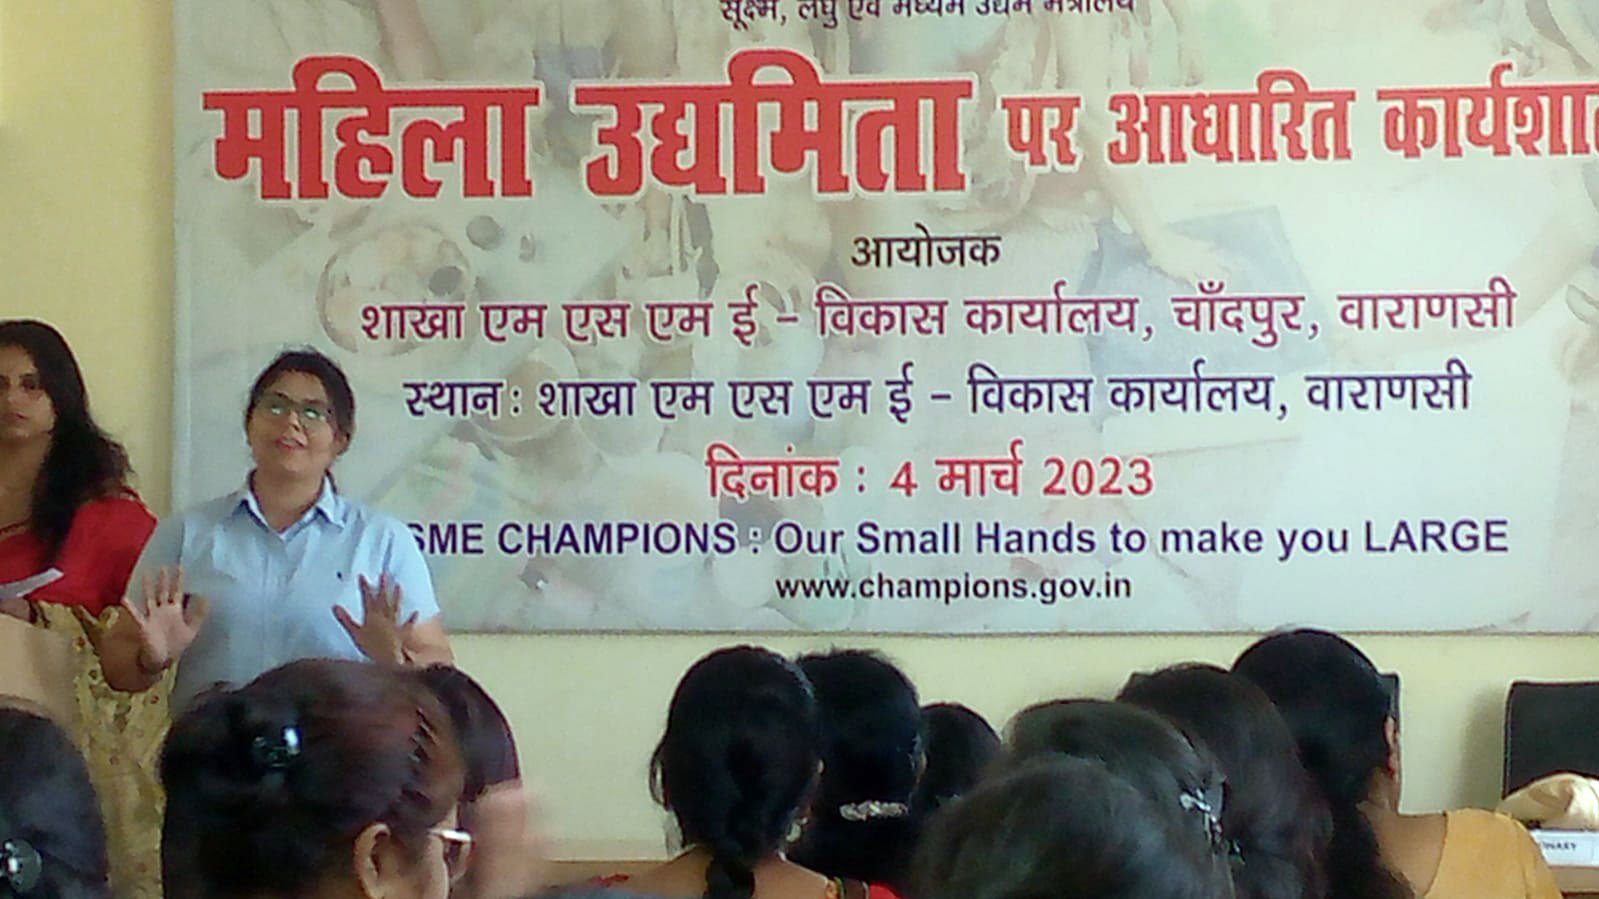 सूक्ष्म, लघु एवं मध्यम उद्यम मंत्रालय
महिला उद्यमिता पर आधारित कार्यशा
आयोजक
शाखा एम एस एम ई - विकास कार्यालय, चाँदपुर, वाराणसी
स्थान : शाखा एम एस एम ई - विकास कार्यालय, वाराणसी
दिनांक : 4 मार्च 2023
SME CHAMPIONS : Our Small Hands to make you LARGE
www.champions.gov.in